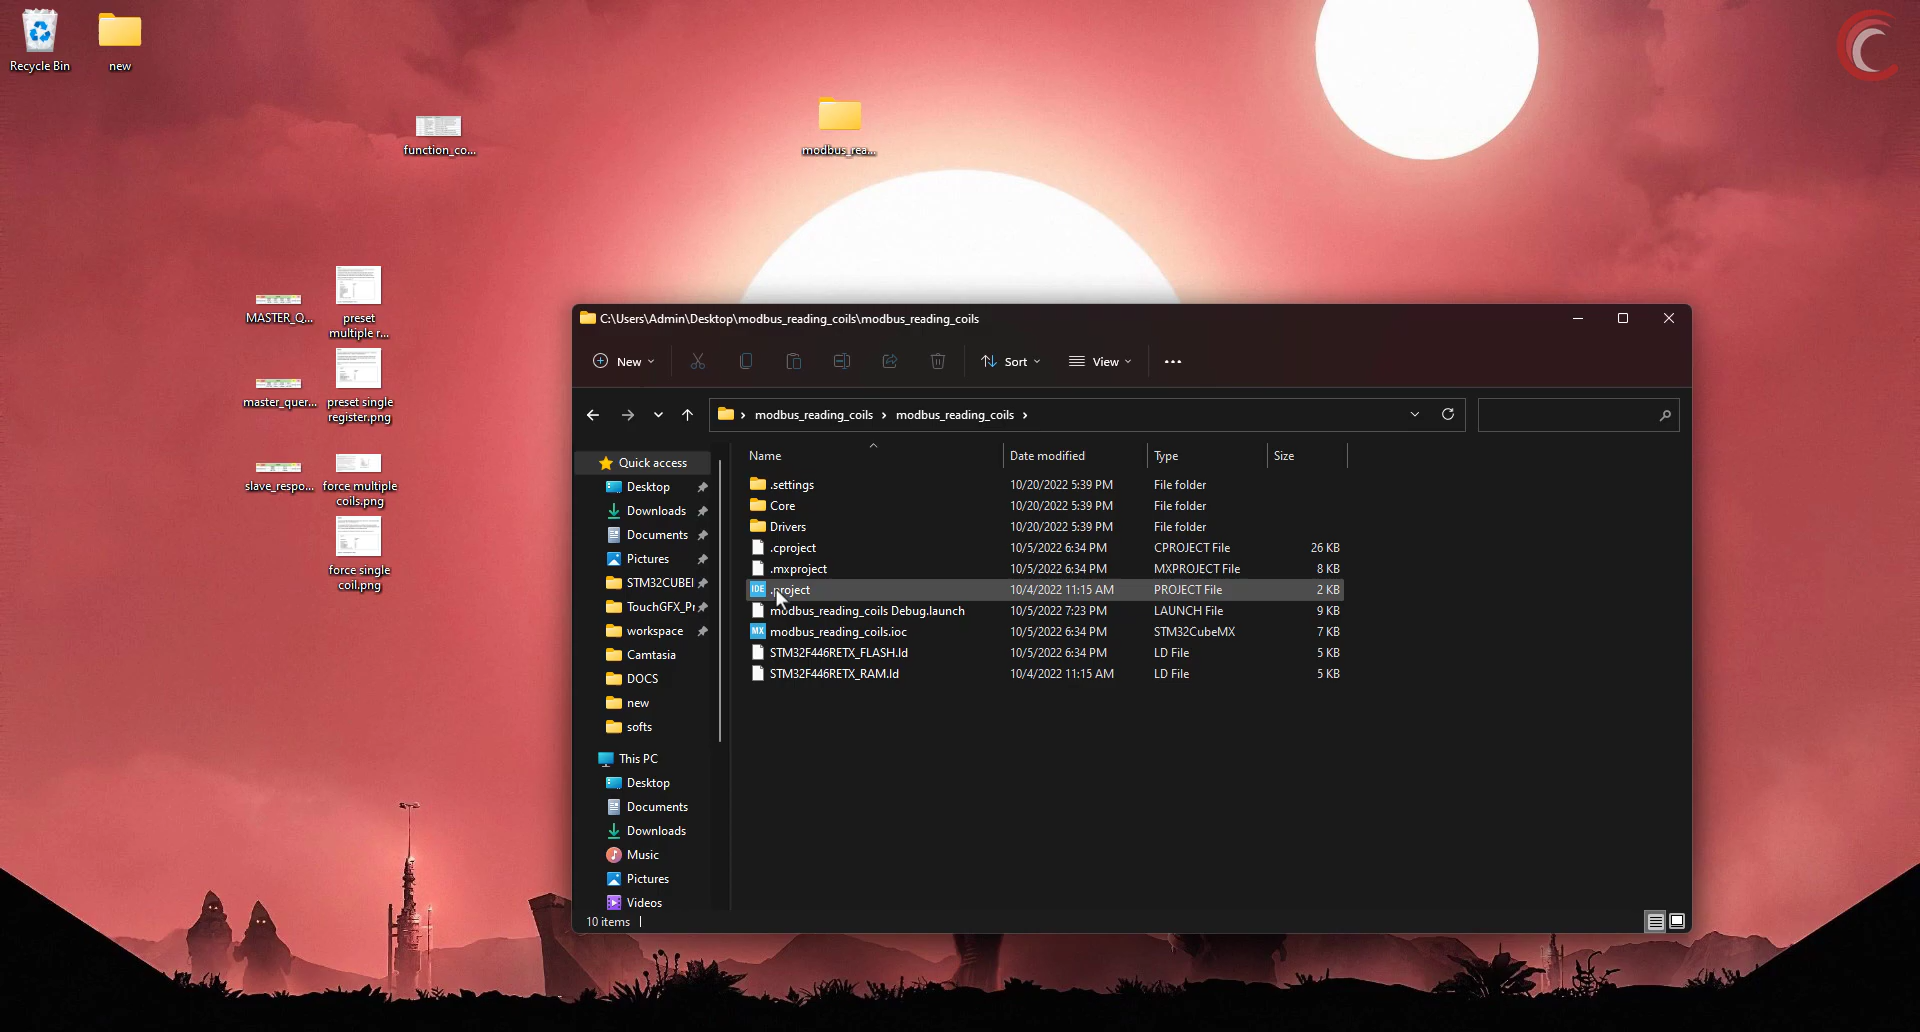 Recycle Bin
new
function_co...
modbus_rea...
MASTER_Q...
preset
multiple r...
master_quer...
preset single
register.png
slave_respo...
force multiple
coils.png
force single
coil.png
C:\Users\Admin\Desktop\modbus_reading_coils\modbus_reading_coils
New
Sort
View
modbus_reading_coils > modbus_reading_coils >
Name Date modified Type Size
Quick access
Desktop
Downloads
Documents
Pictures
STM32CUBEI
TouchGFX_Pr
workspace
Camtasia
DOCS
new
softs
This PC
Desktop
Documents
Downloads
Music
Pictures
Videos
.settings 10/20/2022 5:39 PM File folder
Core 10/20/2022 5:39 PM File folder
Drivers 10/20/2022 5:39 PM File folder
.cproject 10/5/2022 6:34 PM CPROJECT File 26 KB
.mxproject 10/5/2022 6:34 PM MXPROJECT File 8 KB
IDE .project 10/4/2022 11:15 AM PROJECT File 2 KB
modbus_reading_coils Debug.launch 10/5/2022 7:23 PM LAUNCH File 9 KB
MX modbus_reading_coils.ioc 10/5/2022 6:34 PM STM32CubeMX 7 KB
STM32F446RETX_FLASH.ld 10/5/2022 6:34 PM LD File 5 KB
STM32F446RETX_RAM.ld 10/4/2022 11:15 AM LD File 5 KB
10 items